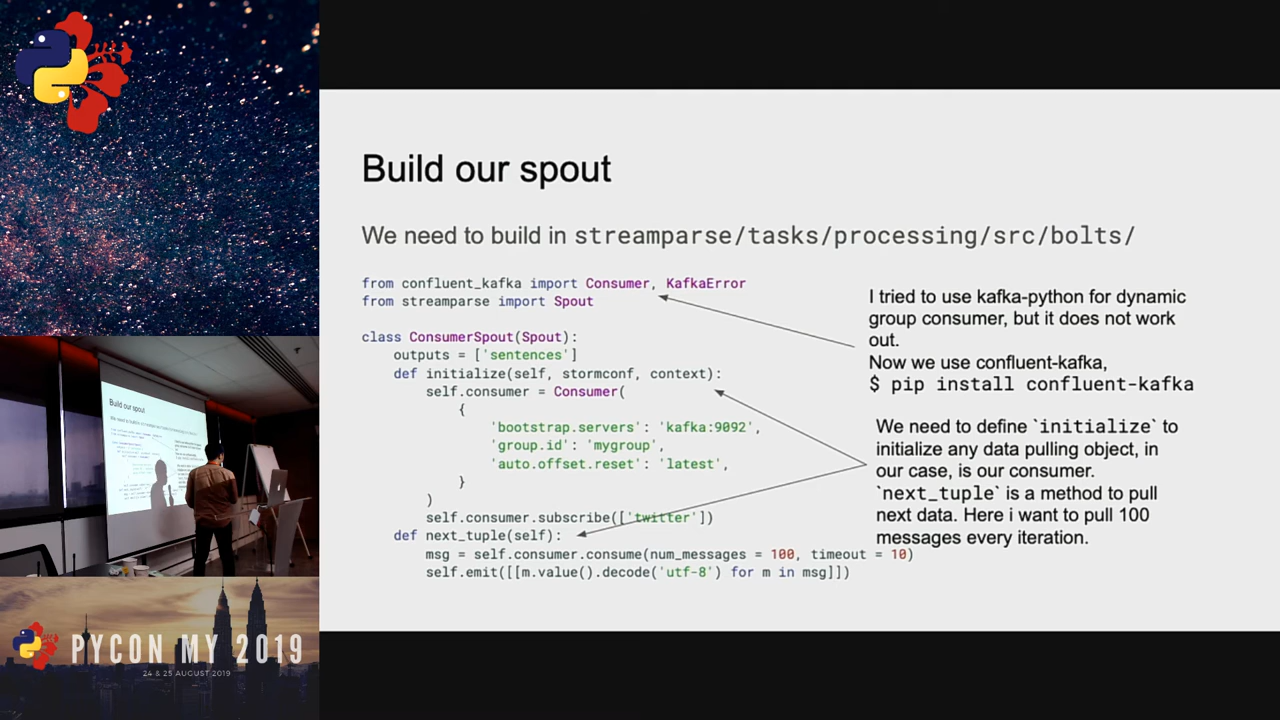 Build our spout
We need to build in streamparse/tasks/processing/src/bolts/
from confluent_kafka import Consumer, KafkaError
from streamparse import Spout
class ConsumerSpout(Spout):
outputs = ['sentences']
def initialize(self, stormconf, context):
self.consumer = Consumer(
{
'bootstrap.servers': 'kafka:9092',
'group.id': 'mygroup',
'auto.offset.reset': 'latest',
}
)
self.consumer.subscribe(['twitter'])
def next_tuple(self):
msg = self.consumer.consume(num_messages = 100, timeout = 10)
self.emit([[m.value().decode('utf-8') for m in msg]])
I tried to use kafka-python for dynamic
group consumer, but it does not work
out.
Now we use confluent-kafka,
$ pip install confluent-kafka
We need to define `initialize` to
initialize any data pulling object, in
our case, is our consumer.
`next_tuple` is a method to pull
next data. Here i want to pull 100
messages every iteration.
Build our spout
PYCON MY 2019
24 & 25 AUGUST 2019